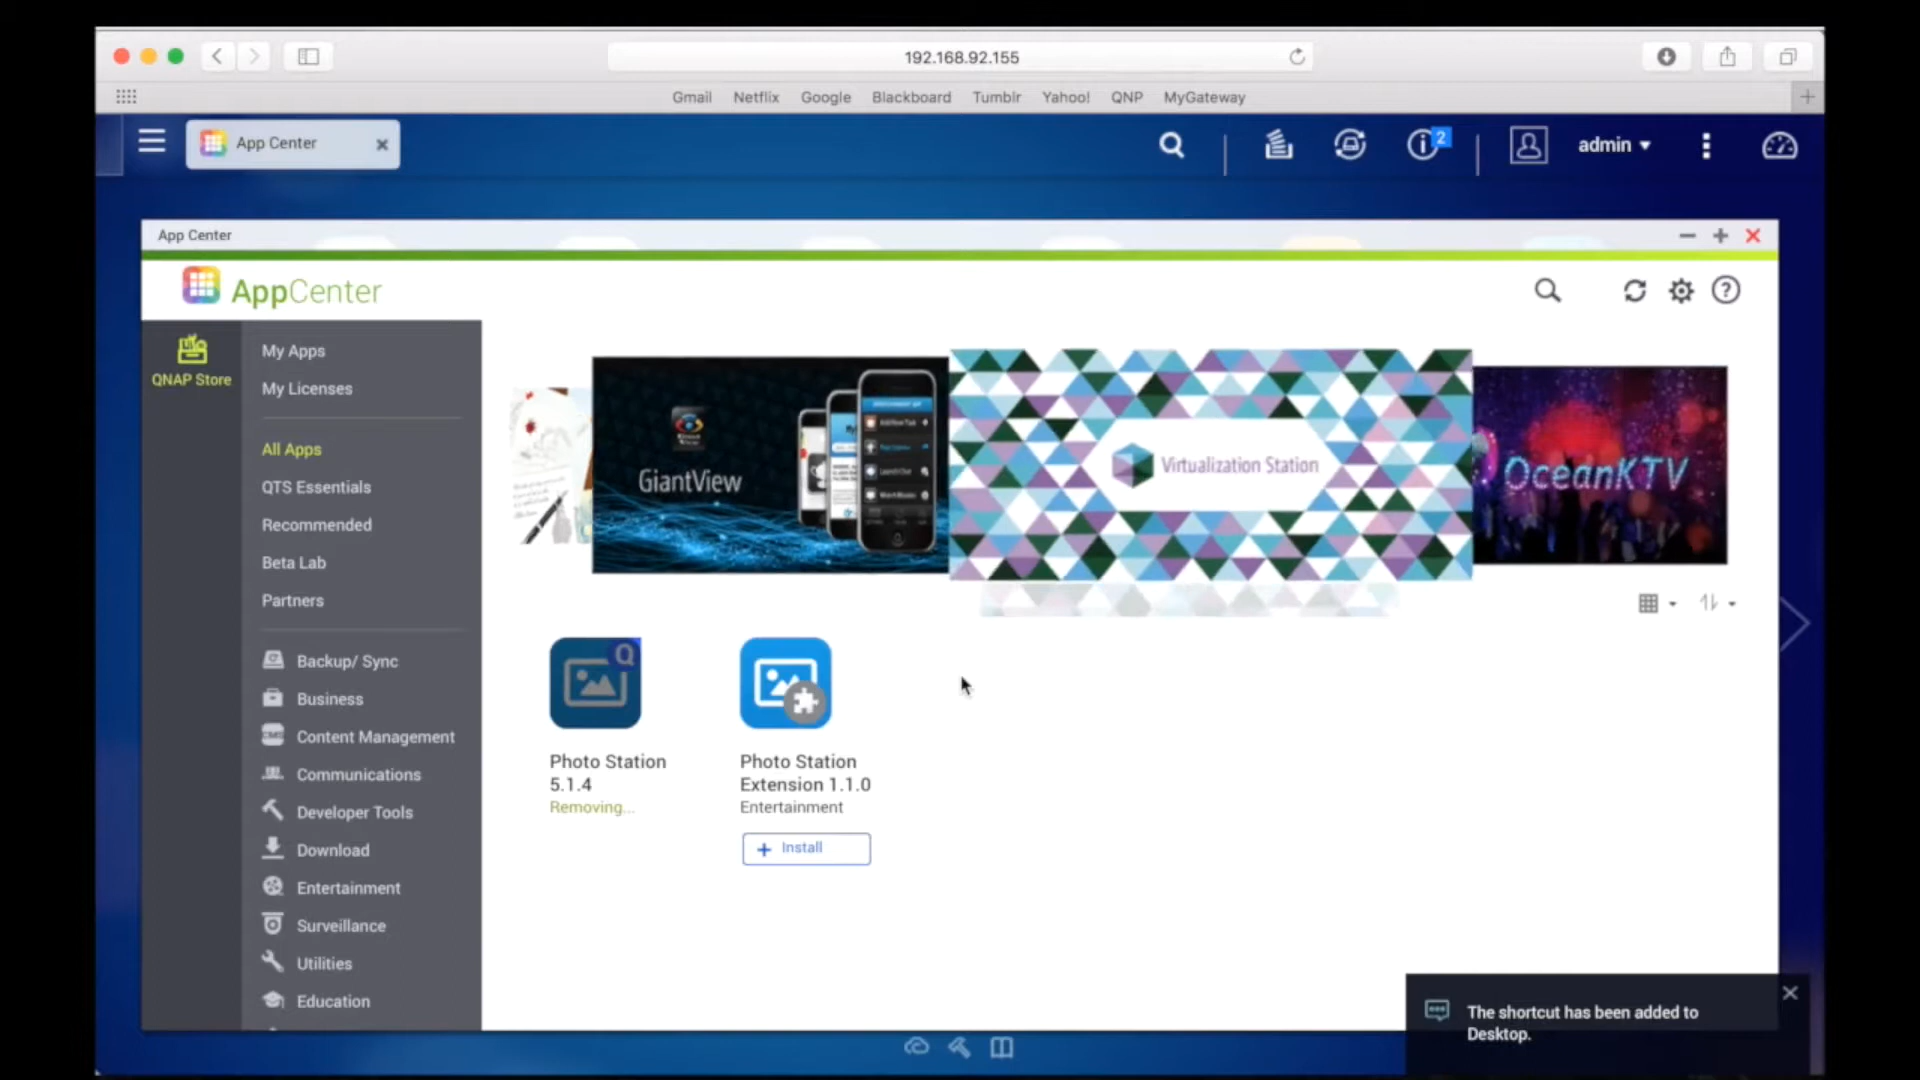 192.168.92.155
Gmail Netflix Google Blackboard Tumblr Yahoo! QNP MyGateway
App Center
2
admin
App Center
AppCenter
QNAP Store
My Apps
My Licenses
All Apps
QTS Essentials
Recommended
Beta Lab
Partners
Backup/ Sync
Business
Content Management
Communications
Developer Tools
Download
Entertainment
Surveillance
Utilities
Education
GiantView
Virtualization Station
OceanKTV
Photo Station
5.1.4
Removing...
Photo Station
Extension 1.1.0
Entertainment
+ Install
The shortcut has been added to
Desktop.